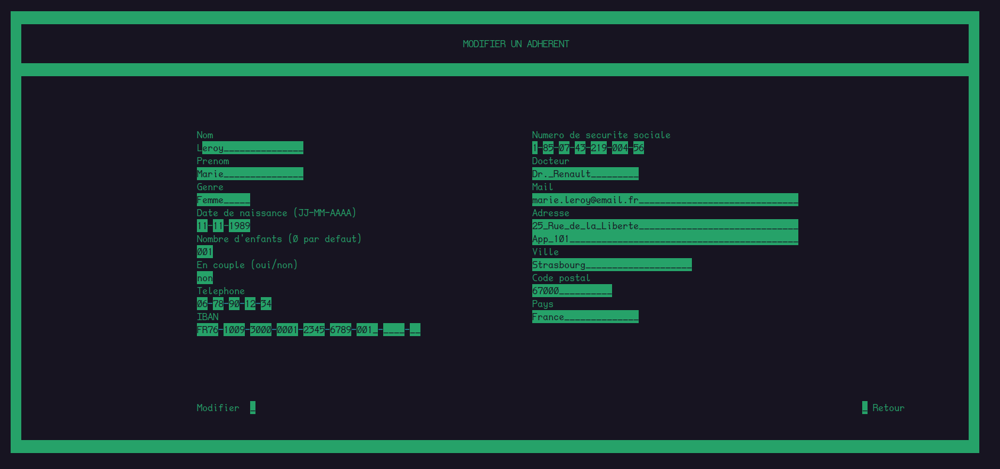 MODIFIER UN ADHERENT
Nom
Leroy_______________
Prenom
Marie_______________
Genre
Femme_____
Date de naissance (JJ-MM-AAAA)
11-11-1989
Nombre d'enfants (0 par defaut)
001
En couple (oui/non)
non
Telephone
06-78-90-12-34
IBAN
FR76-1009-3000-0001-2345-6789-001_-____-__
Numero de securite sociale
1-85-07-43-219-004-56
Docteur
Dr._Renault_________
Mail
marie.leroy@email.fr______________________________
Adresse
25_Rue_de_la_Liberte______________________________
App_101___________________________________________
Ville
Strasbourg____________________
Code postal
67000__________
Pays
France______________
Modifier _
_ Retour